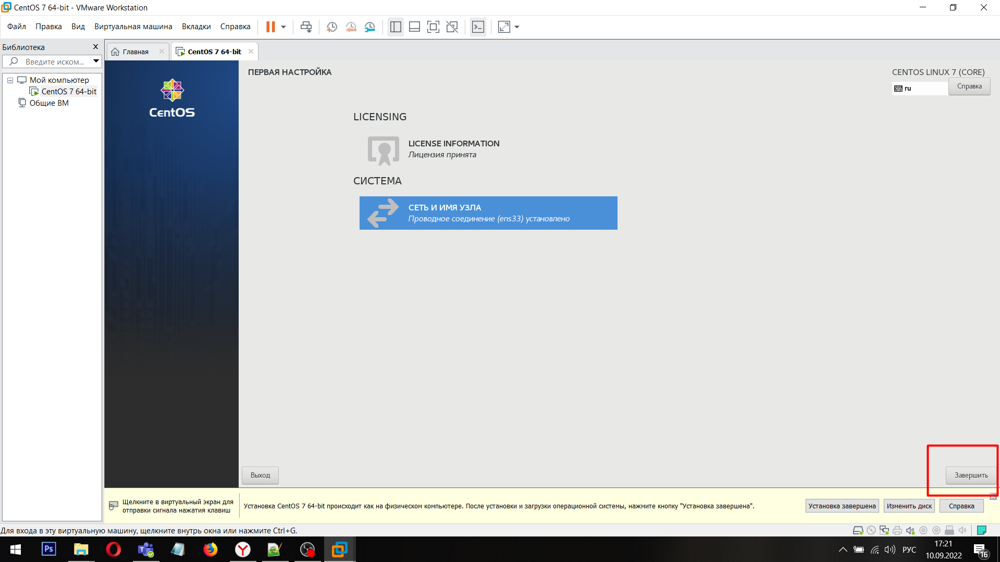 CentOS 7 64-bit - VMware Workstation
Файл Правка Вид Виртуальная машина Вкладки Справка
Библиотека
Введите иском...
Мой компьютер
CentOS 7 64-bit
Общие ВМ
Главная
CentOS 7 64-bit
CentOS
ПЕРВАЯ НАСТРОЙКА
CENTOS LINUX 7 (CORE)
ru
Справка
LICENSING
LICENSE INFORMATION
Лицензия принята
СИСТЕМА
СЕТЬ И ИМЯ УЗЛА
Проводное соединение (ens33) установлено
Выход
Завершить
Щелкните в виртуальный экран для
отправки сигнала нажатия клавиш
Установка CentOS 7 64-bit происходит как на физическом компьютере. После установки и загрузки операционной системы, нажмите кнопку "Установка завершена".
Установка завершена
Изменить диск
Справка
Для входа в эту виртуальную машину, щелкните внутрь окна или нажмите Ctrl+G.
Ps
РУС
17:21
10.09.2022
16